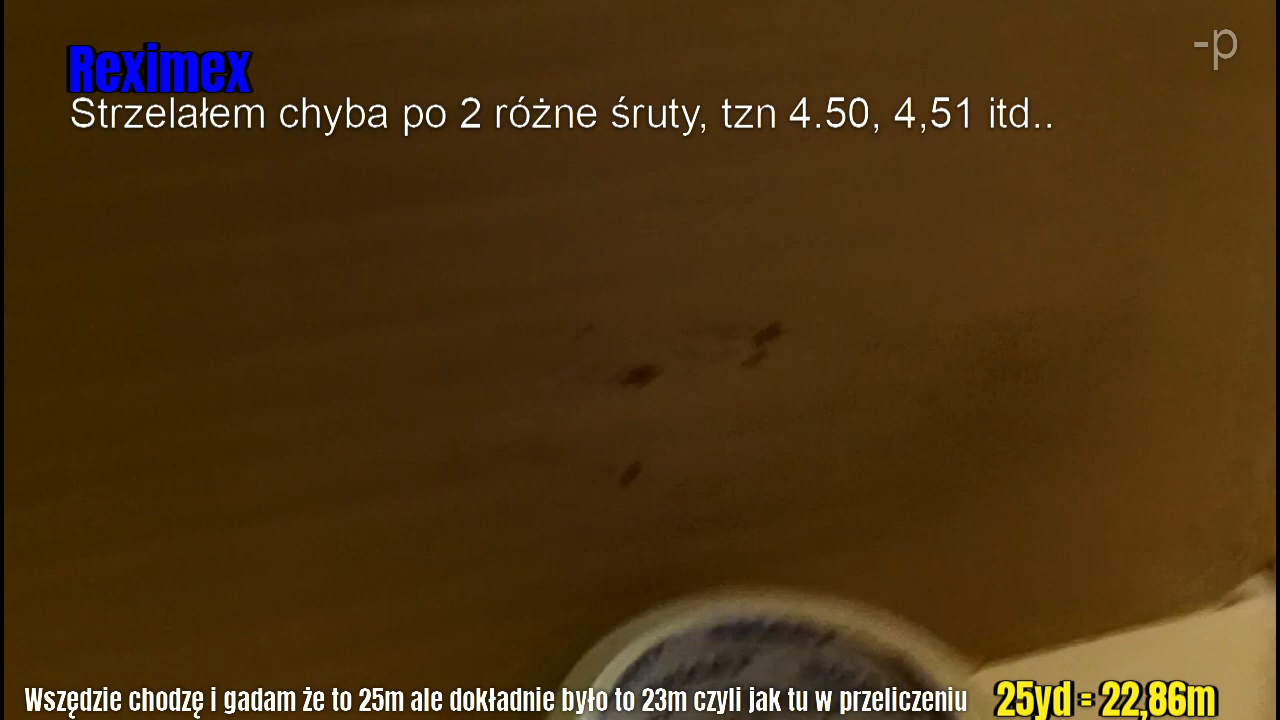 Reximex
-p
Strzelałem chyba po 2 różne śruty, tzn 4.50, 4,51 itd..
Wszędzie chodzę i gadam że to 25m ale dokładnie było to 23m czyli jak tu w przeliczeniu
25yd = 22,86m